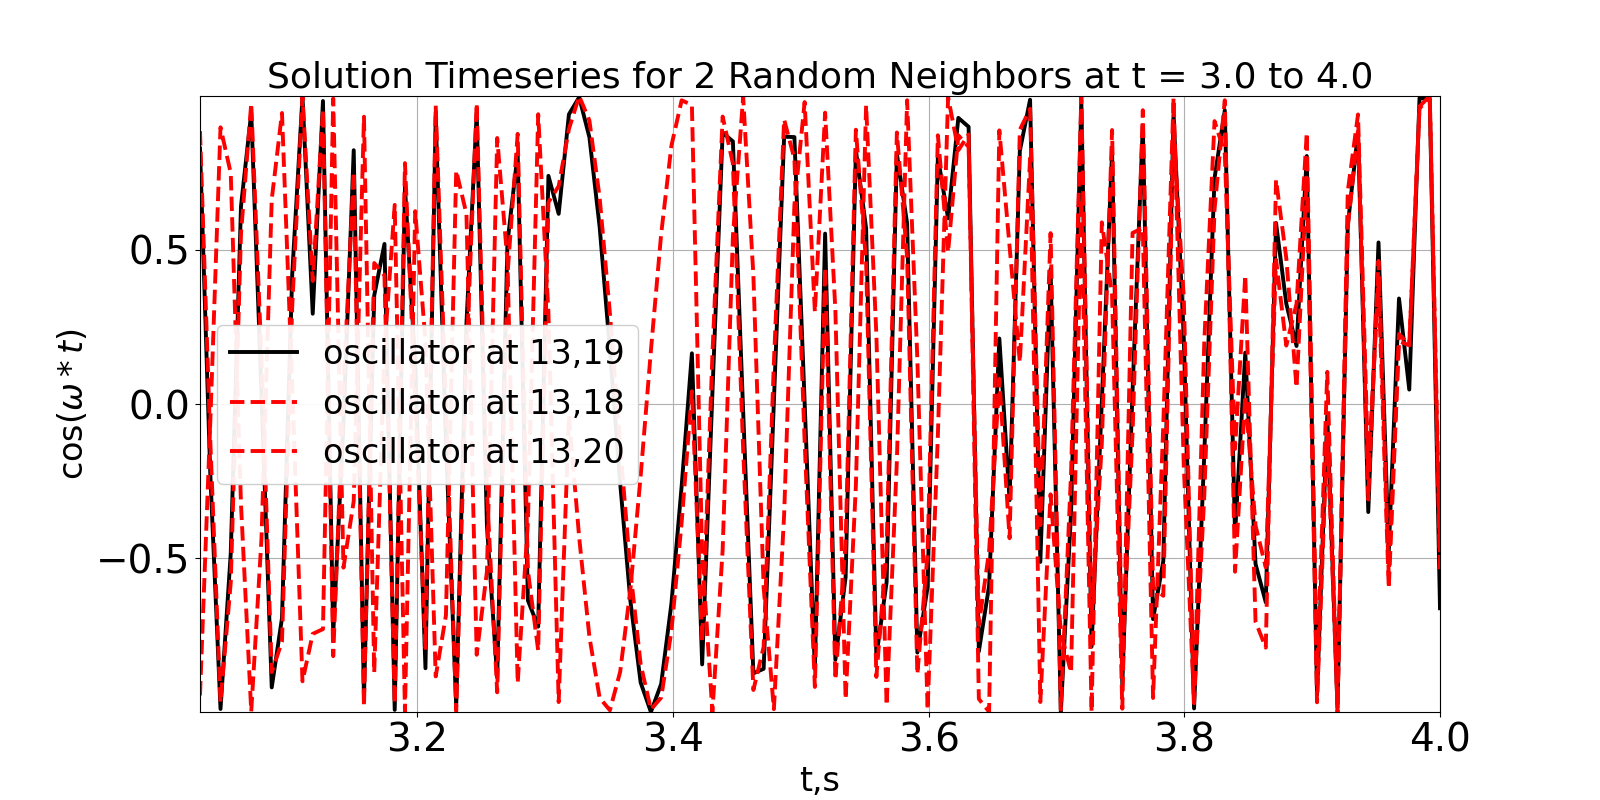 Solution Timeseries for 2 Random Neighbors at t = 3.0 to 4.0
cos(ω * t)
0.5
0.0
−0.5
oscillator at 13,19
oscillator at 13,18
oscillator at 13,20
3.2 3.4 3.6 3.8 4.0
t,s